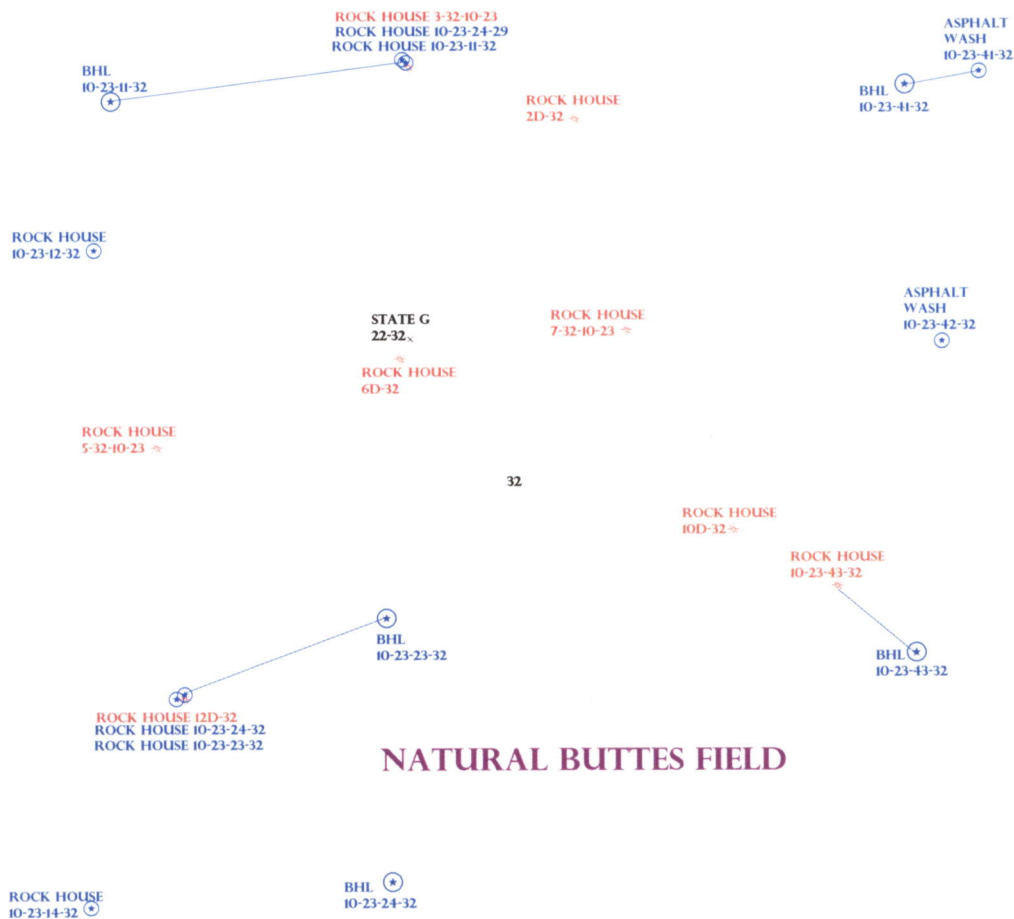 ROCK HOUSE 3-32-10-23
ROCK HOUSE 10-23-24-29
ROCK HOUSE 10-23-11-32
BHL
10-23-11-32
ASPHALT
WASH
10-23-41-32
BHL
10-23-41-32
ROCK HOUSE
2D-32
ROCK HOUSE
10-23-12-32
STATE G
22-32
ROCK HOUSE
7-32-10-23
ASPHALT
WASH
10-23-42-32
ROCK HOUSE
6D-32
ROCK HOUSE
5-32-10-23
32
ROCK HOUSE
10D-32
ROCK HOUSE
10-23-43-32
BHL
10-23-23-32
BHL
10-23-43-32
ROCK HOUSE 12D-32
ROCK HOUSE 10-23-24-32
ROCK HOUSE 10-23-23-32
NATURAL BUTTES FIELD
ROCK HOUSE
10-23-14-32
BHL
10-23-24-32